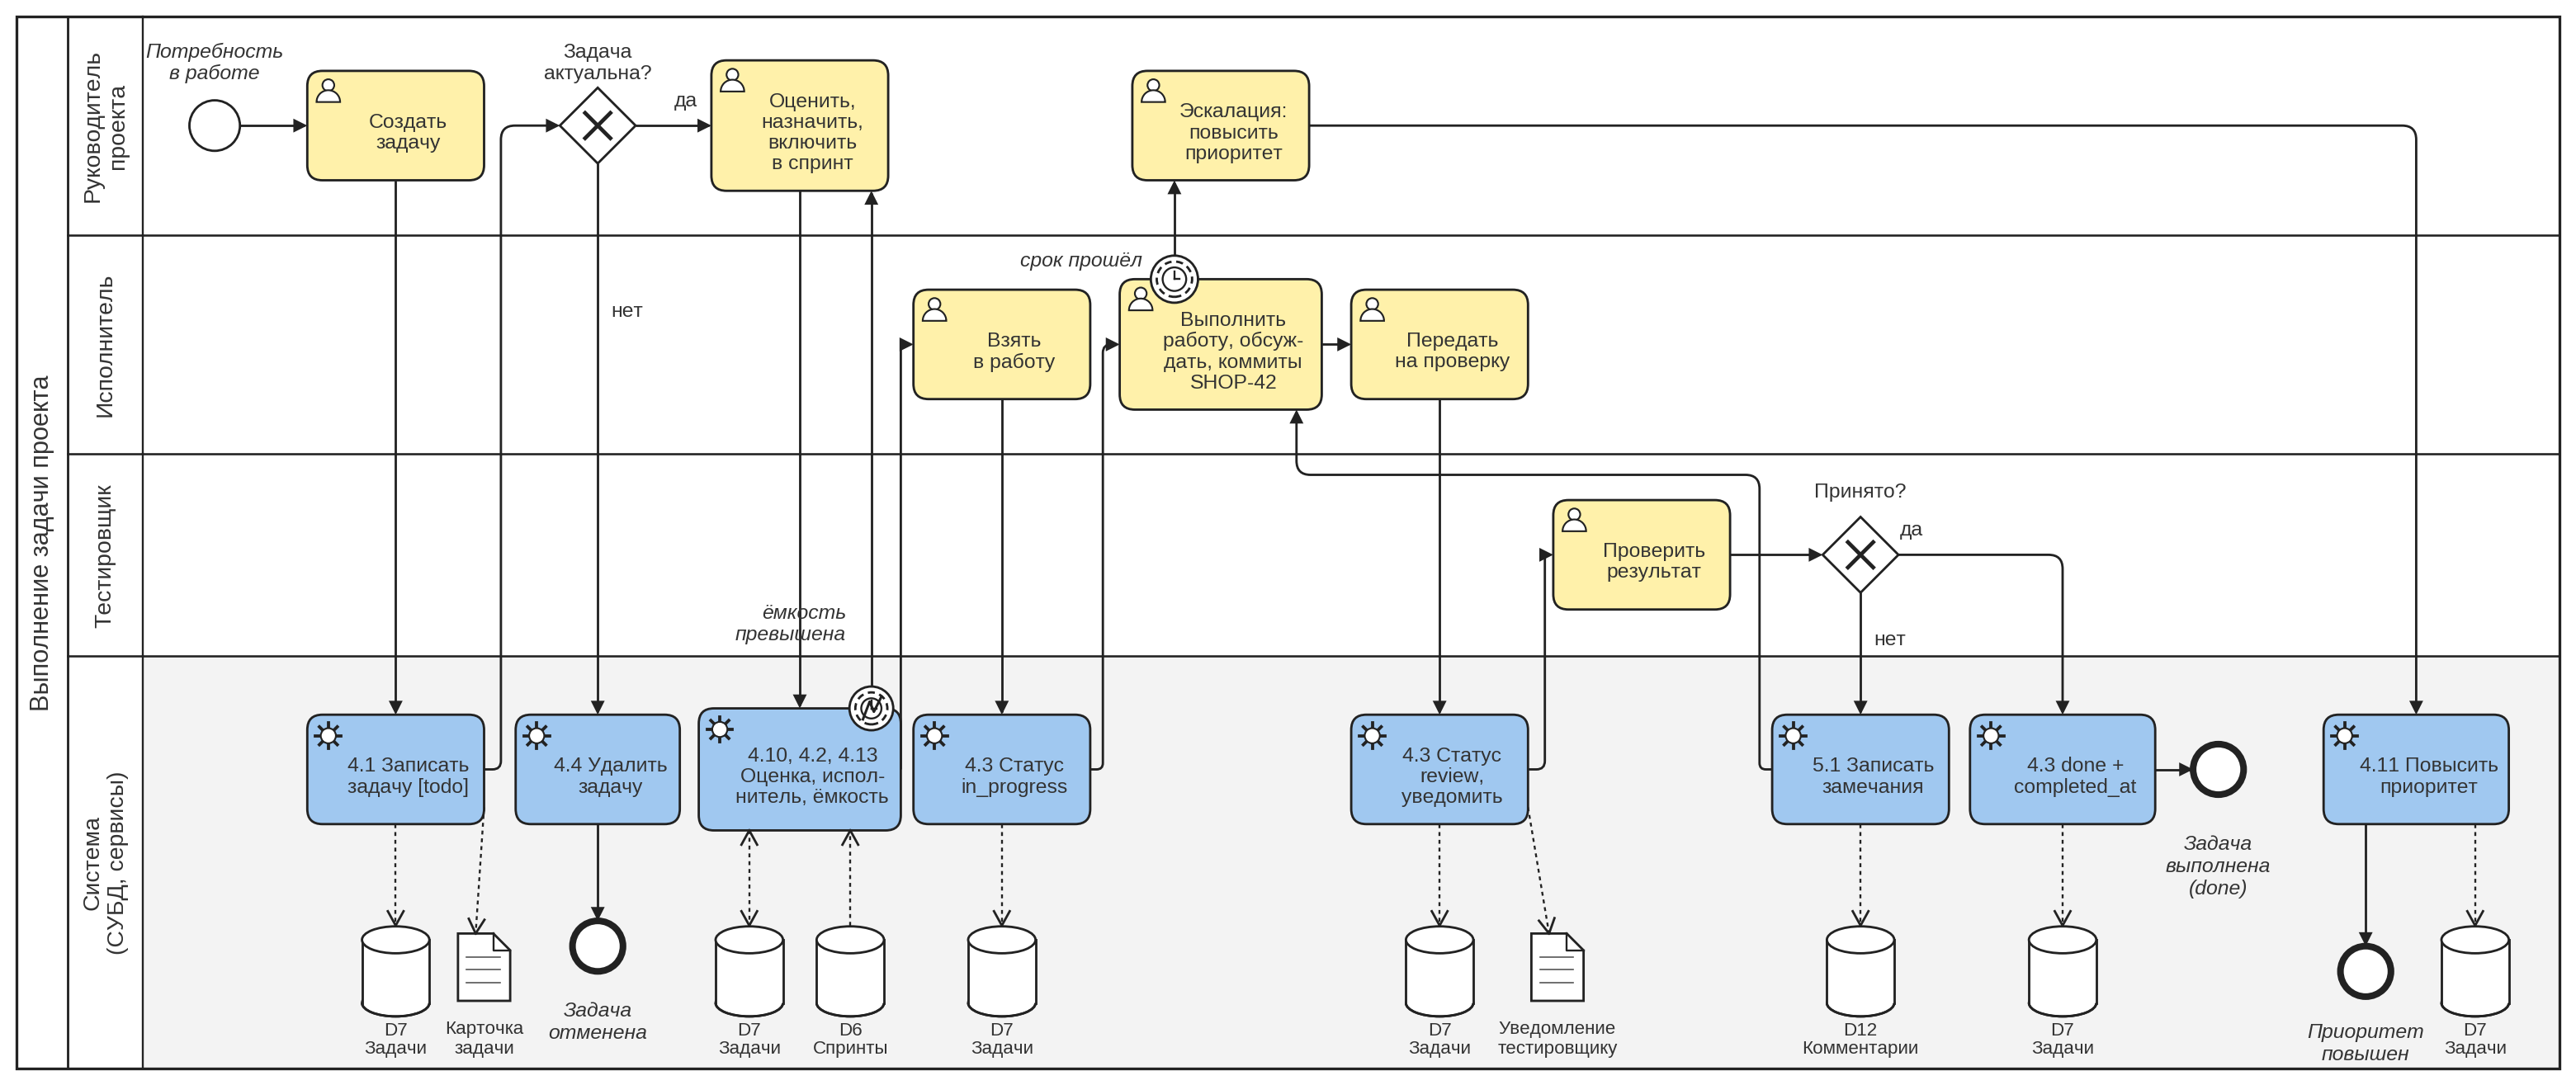 Выполнение задачи проекта
Руководитель
проекта
Потребность
в работе
Создать
задачу
Задача
актуальна?
да
нет
Оценить,
назначить,
включить
в спринт
Эскалация:
повысить
приоритет
Исполнитель
срок прошёл
Взять
в работу
Выполнить
работу, обсуж-
дать, коммиты
SHOP-42
Передать
на проверку
Тестировщик
ёмкость
превышена
Проверить
результат
Принято?
да
нет
Система
(СУБД, сервисы)
4.1 Записать
задачу [todo]
4.4 Удалить
задачу
4.10, 4.2, 4.13
Оценка, испол-
нитель, ёмкость
4.3 Статус
in_progress
4.3 Статус
review,
уведомить
5.1 Записать
замечания
4.3 done +
completed_at
Задача
выполнена
(done)
4.11 Повысить
приоритет
D7
Задачи
Карточка
задачи
Задача
отменена
D7
Задачи
D6
Спринты
D7
Задачи
D7
Задачи
Уведомление
тестировщику
D12
Комментарии
D7
Задачи
Приоритет
повышен
D7
Задачи